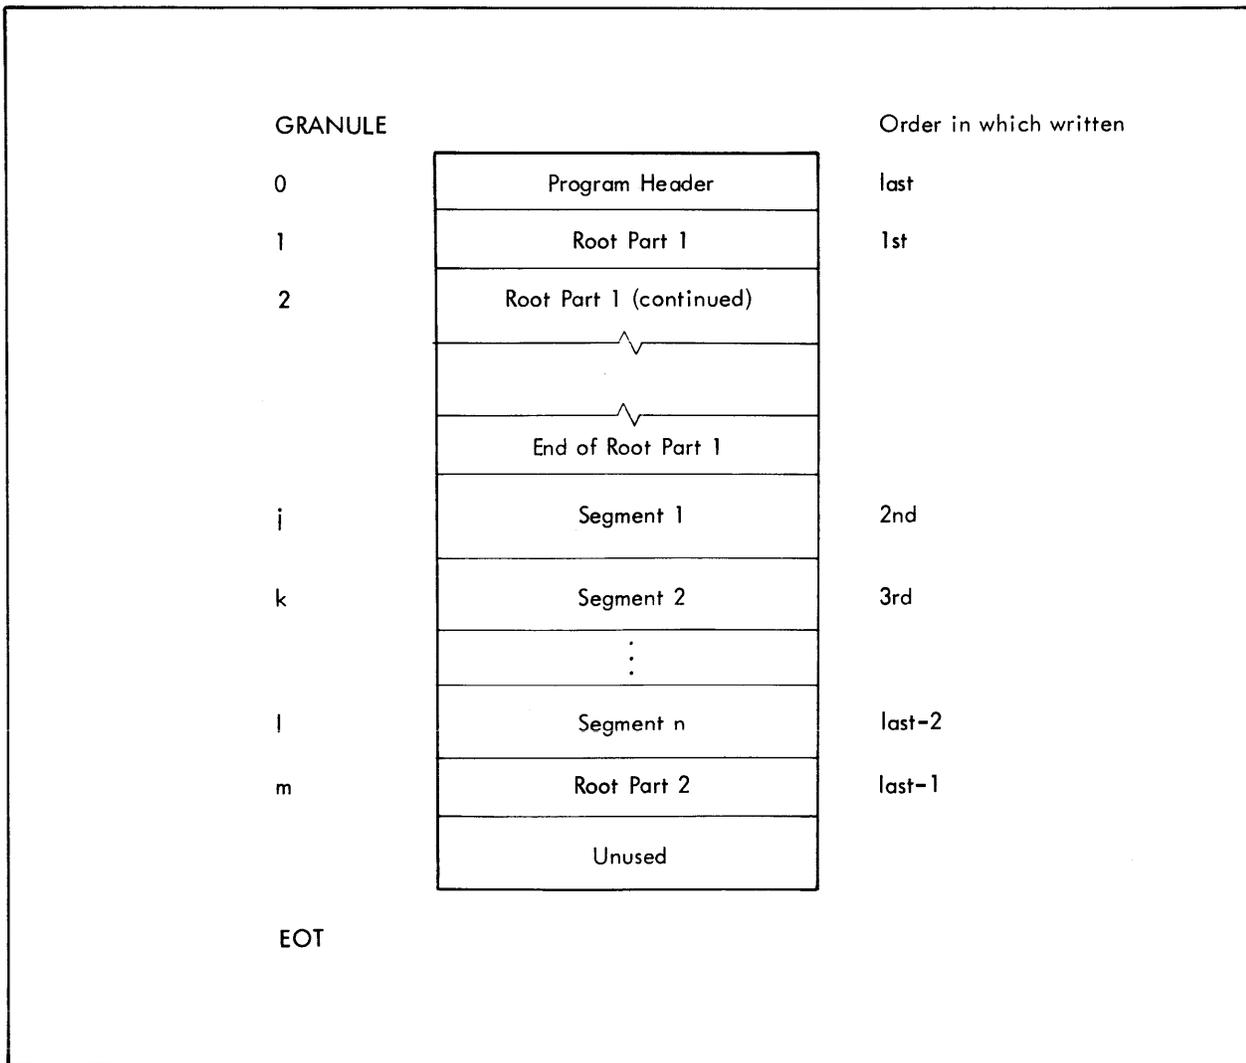 GRANULE Order in which written
0 Program Header last
1 Root Part 1 1st
2 Root Part 1 (continued)
End of Root Part 1
j Segment 1 2nd
k Segment 2 3rd
l Segment n last-2
m Root Part 2 last-1
Unused
EOT